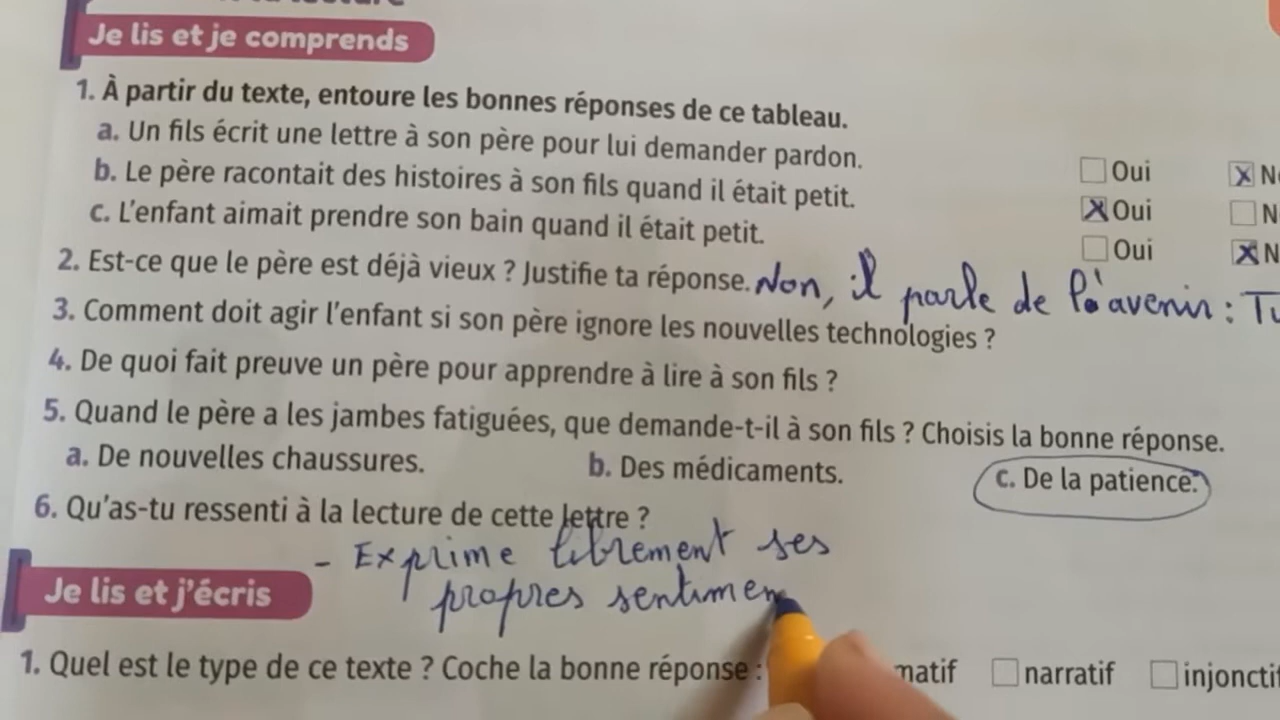 Je lis et je comprends
1. À partir du texte, entoure les bonnes réponses de ce tableau.
a. Un fils écrit une lettre à son père pour lui demander pardon.
Oui
b. Le père racontait des histoires à son fils quand il était petit.
Oui
c. L'enfant aimait prendre son bain quand il était petit.
Oui
2. Est-ce que le père est déjà vieux ? Justifie ta réponse. Non, il parle de l'avenir :
3. Comment doit agir l'enfant si son père ignore les nouvelles technologies ?
4. De quoi fait preuve un père pour apprendre à lire à son fils ?
5. Quand le père a les jambes fatiguées, que demande-t-il à son fils ? Choisis la bonne réponse.
a. De nouvelles chaussures. b. Des médicaments. c. De la patience.
6. Qu'as-tu ressenti à la lecture de cette lettre ?
- Exprime librement ses
propres sentimen
Je lis et j'écris
1. Quel est le type de ce texte ? Coche la bonne réponse : matif narratif injonctif